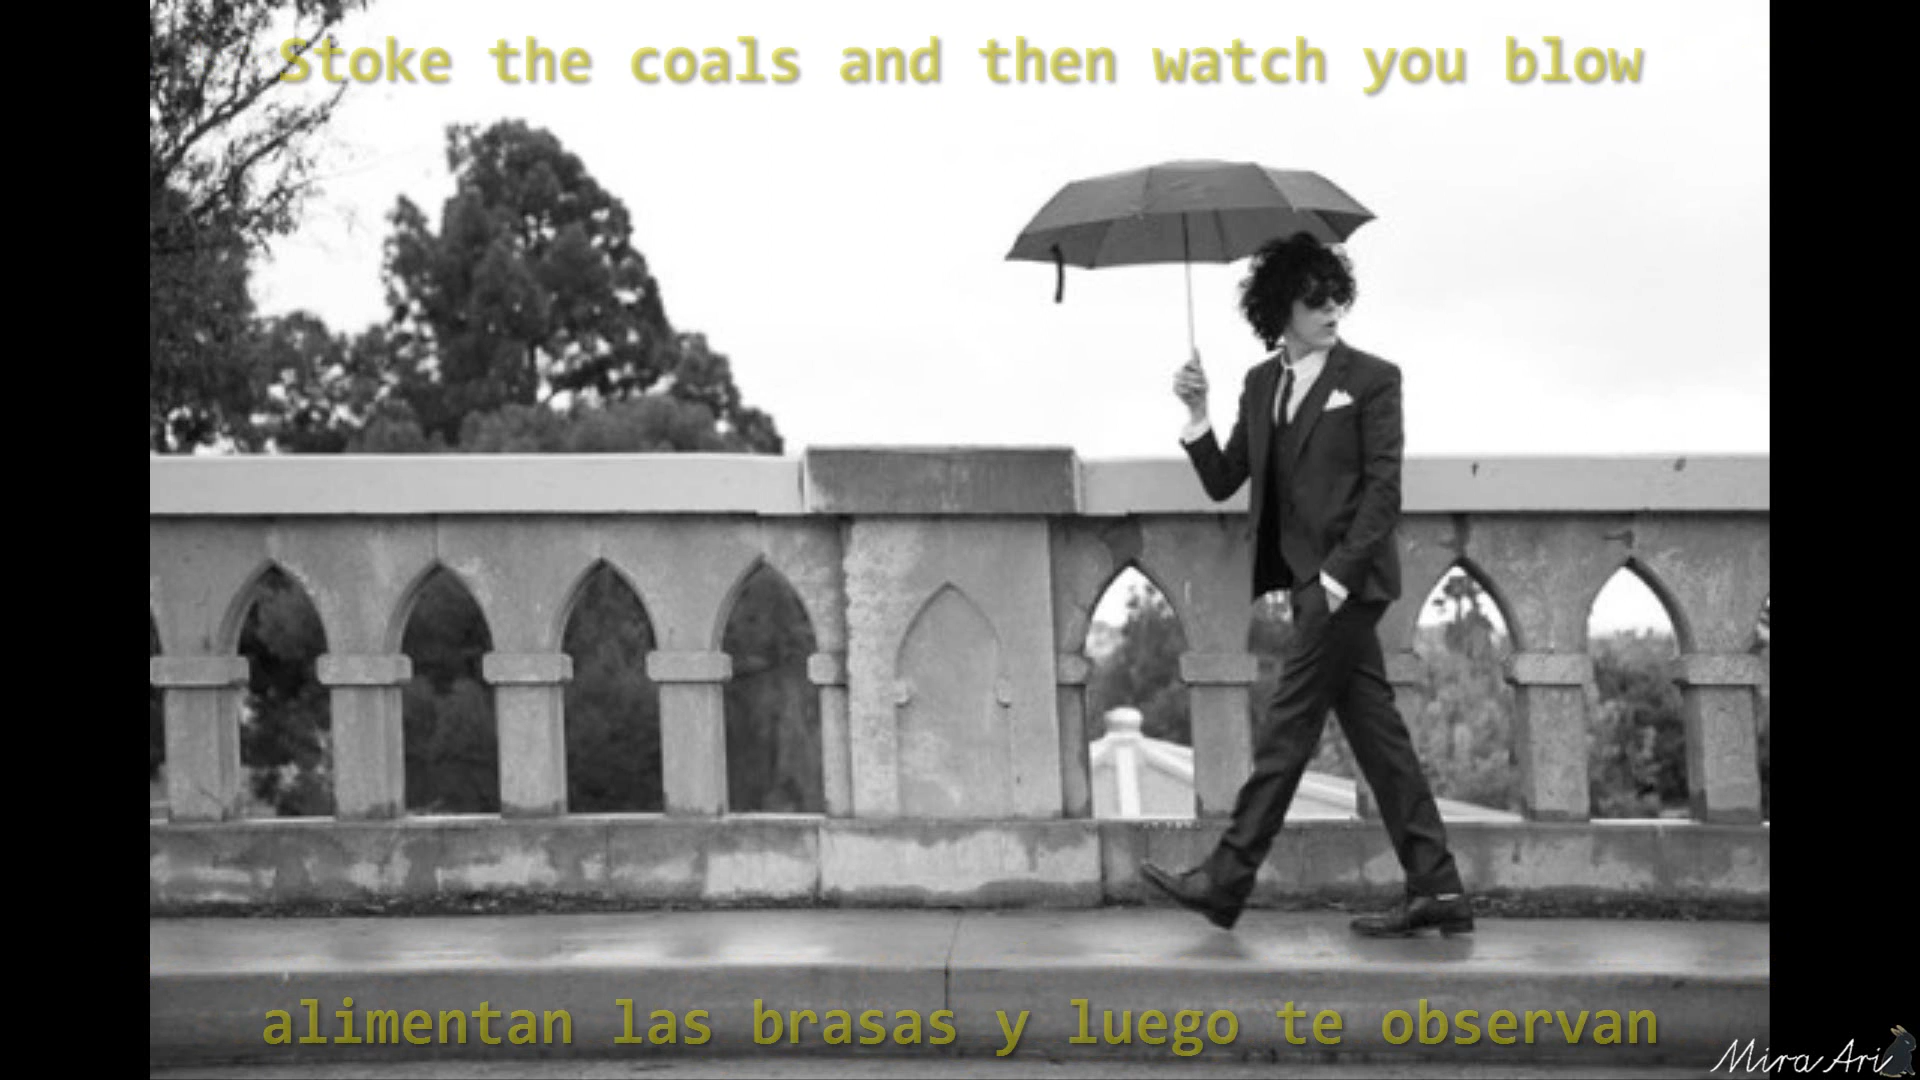 Stoke the coals and then watch you blow
alimentan las brasas y luego te observan
Mira Ari